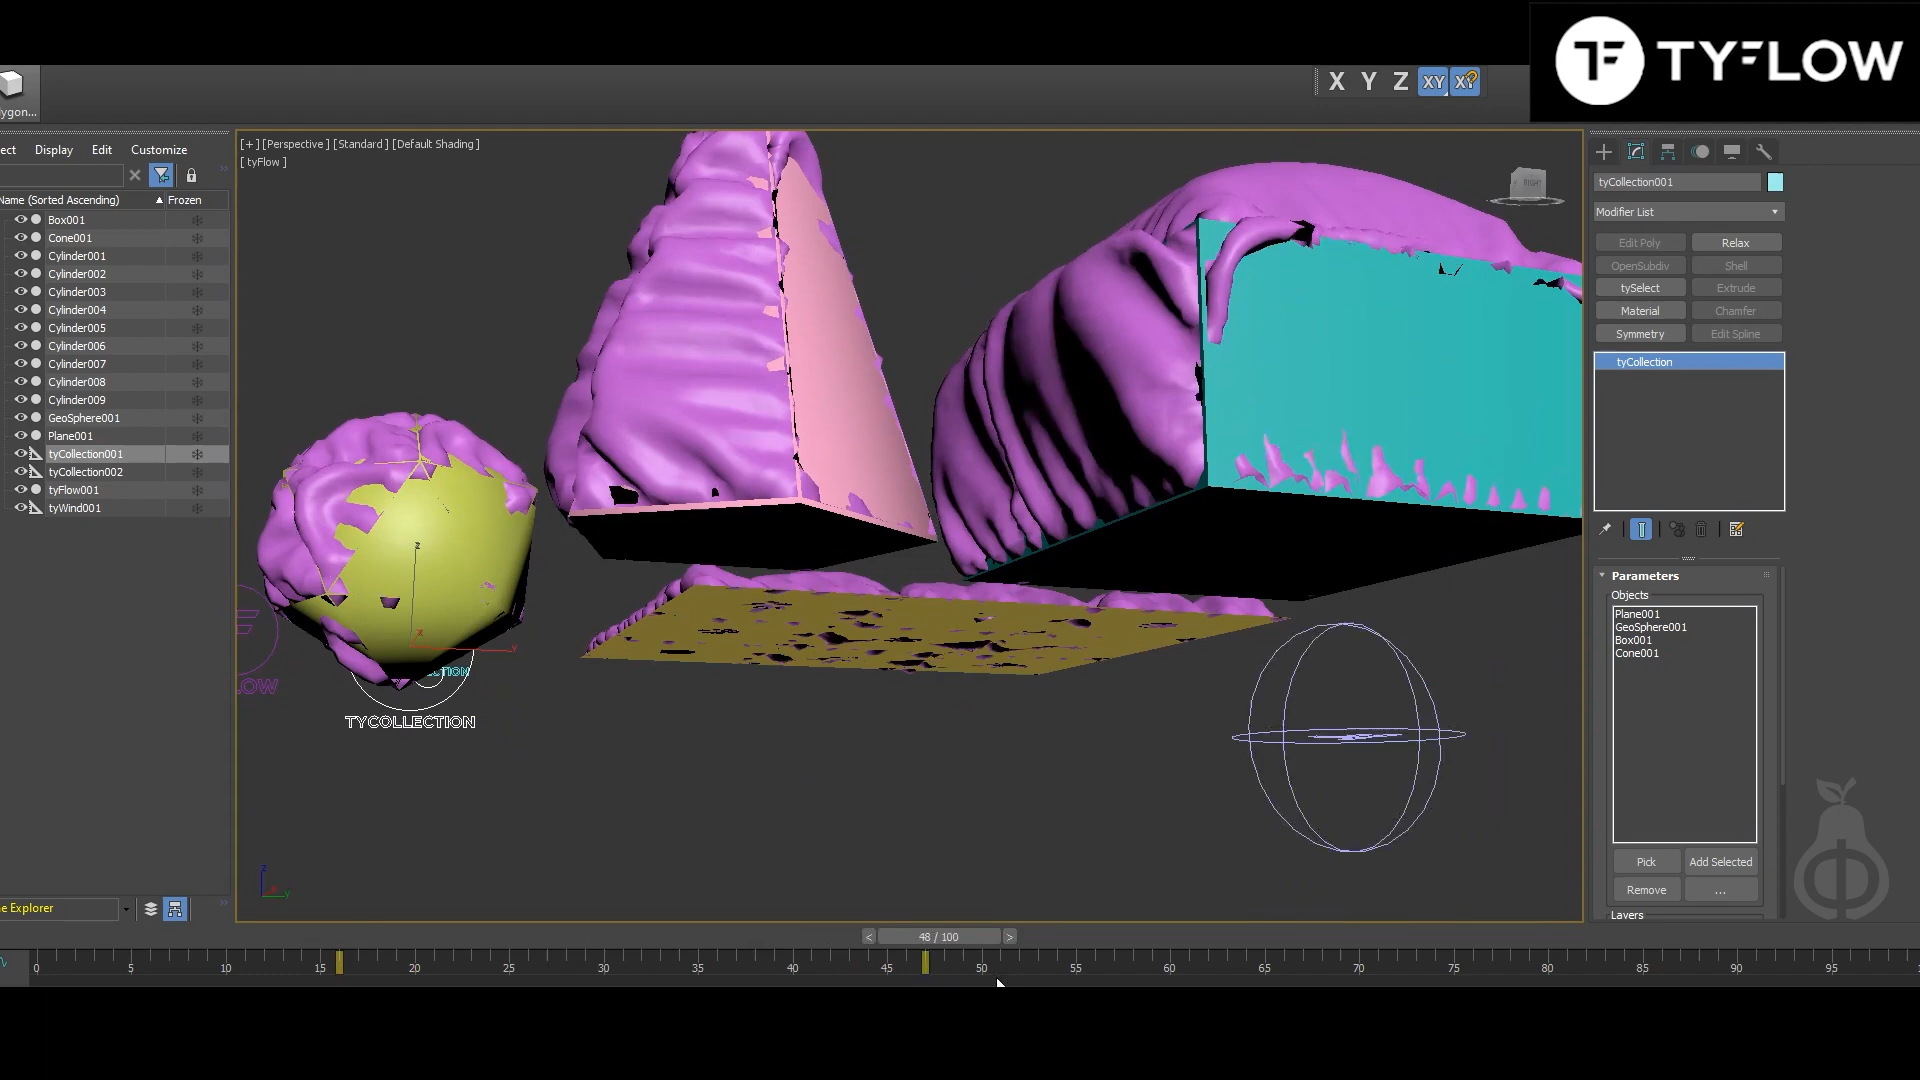 TYFLOW
ygon...
X Y Z XY XY
ect Display Edit Customize
[+] [Perspective] [Standard] [Default Shading]
[tyFlow]
RIGHT
tyCollection001
Modifier List
Name (Sorted Ascending) Frozen
Box001
Cone001
Cylinder001
Cylinder002
Cylinder003
Cylinder004
Cylinder005
Cylinder006
Cylinder007
Cylinder008
Cylinder009
GeoSphere001
Plane001
tyCollection001
tyCollection002
tyFlow001
tyWind001
Edit Poly Relax
OpenSubdiv Shell
tySelect Extrude
Material Chamfer
Symmetry Edit Spline
tyCollection
Parameters
Objects
Plane001
GeoSphere001
Box001
Cone001
Pick Add Selected
Remove ...
Layers
z
x
y
CTION
LOW
TYCOLLECTION
z
x
y
e Explorer
< 48 / 100 >
0 5 10 15 20 25 30 35 40 45 50 55 60 65 70 75 80 85 90 95